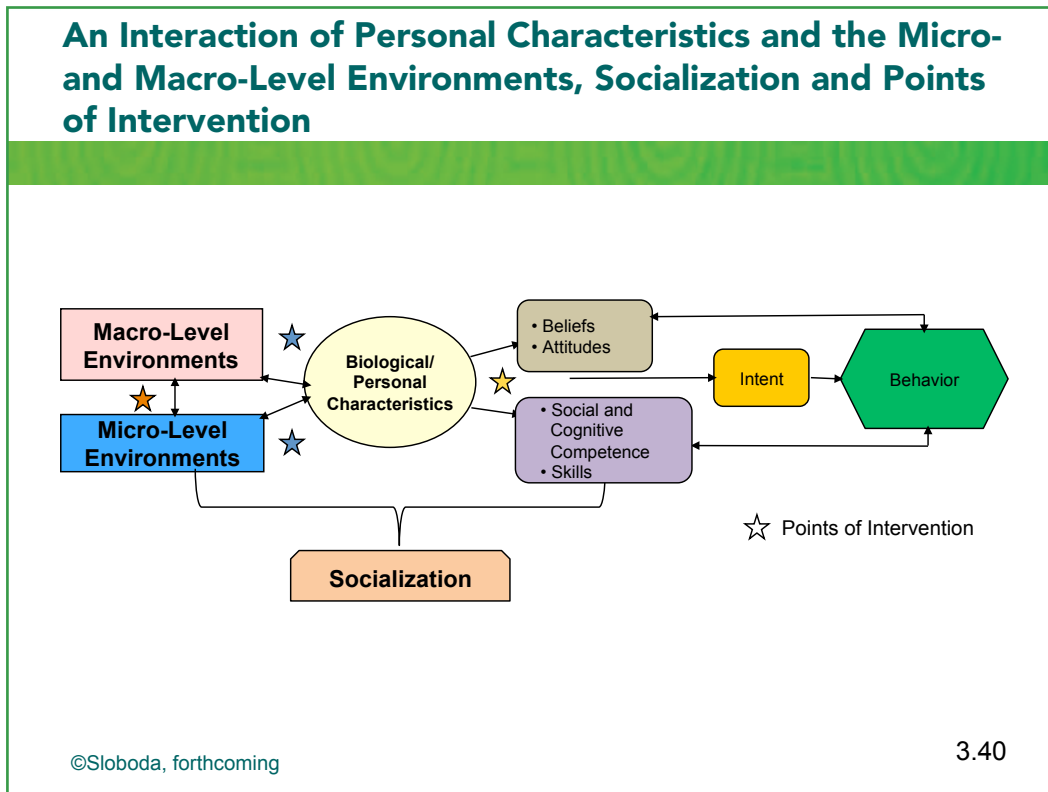 An Interaction of Personal Characteristics and the Micro-
and Macro-Level Environments, Socialization and Points
of Intervention
Macro-Level
Environments
Micro-Level
Environments
Biological/
Personal
Characteristics
• Beliefs
• Attitudes
• Social and
Cognitive
Competence
• Skills
Intent
Behavior
Points of Intervention
Socialization
©Sloboda, forthcoming
3.40